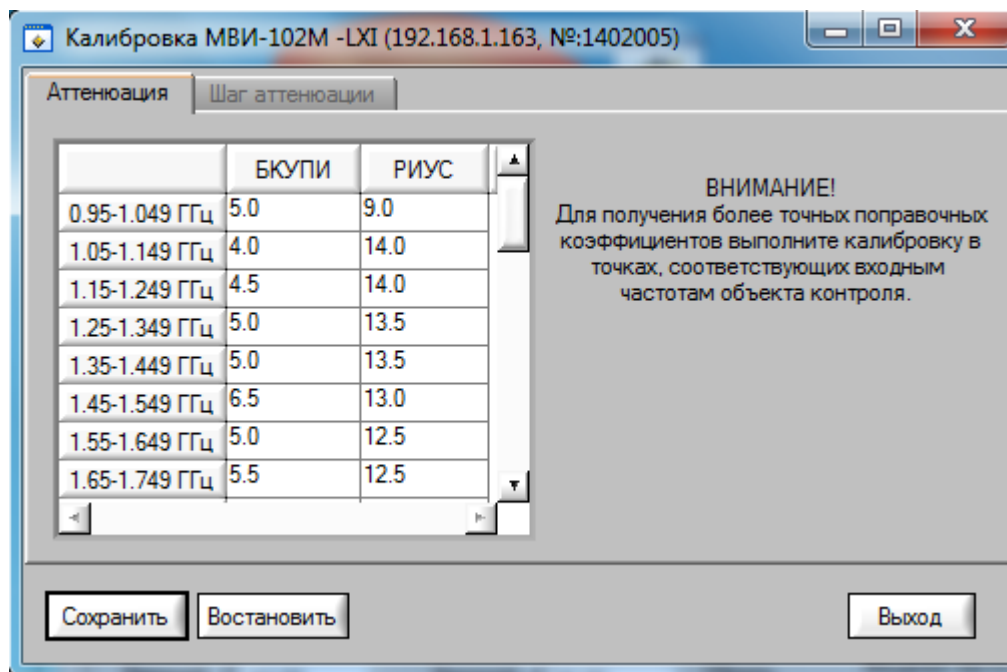 Калибровка МВИ-102М -LXI (192.168.1.163, №:1402005)
Аттенюация Шаг аттенюации
БКУПИ РИУС
0.95-1.049 ГГц 5.0 9.0
1.05-1.149 ГГц 4.0 14.0
1.15-1.249 ГГц 4.5 14.0
1.25-1.349 ГГц 5.0 13.5
1.35-1.449 ГГц 5.0 13.5
1.45-1.549 ГГц 6.5 13.0
1.55-1.649 ГГц 5.0 12.5
1.65-1.749 ГГц 5.5 12.5
ВНИМАНИЕ!
Для получения более точных поправочных
коэффициентов выполните калибровку в
точках, соответствующих входным
частотам объекта контроля.
Сохранить Востановить Выход